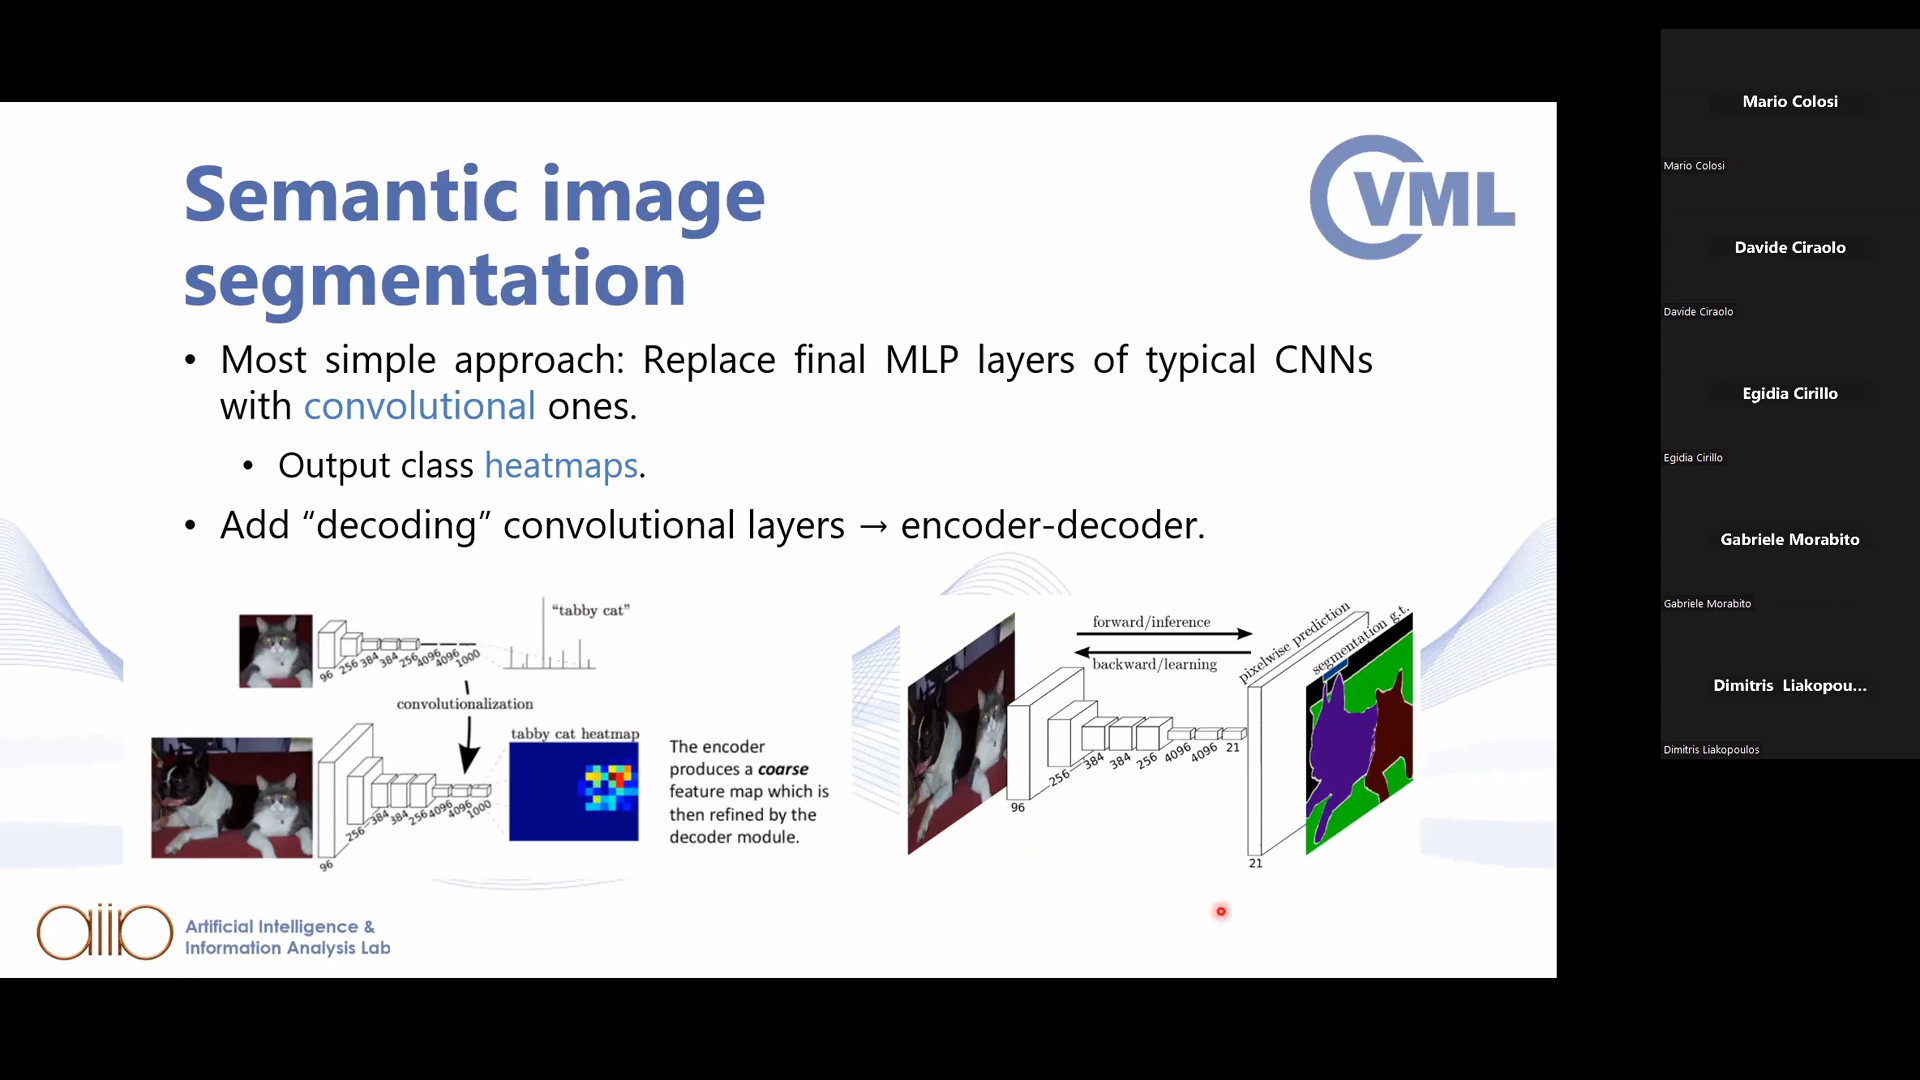 Semantic image
segmentation
CVML
• Most simple approach: Replace final MLP layers of typical CNNs
with convolutional ones.
• Output class heatmaps.
• Add “decoding” convolutional layers → encoder-decoder.
“tabby cat”
96 256 384 384 256 4096 4096 1000
convolutionalization
tabby cat heatmap
96 256 384 384 256 4096 4096 1000
The encoder
produces a coarse
feature map which is
then refined by the
decoder module.
forward/inference
backward/learning
pixelwise prediction
segmentation g.t.
96 256 384 384 256 4096 4096 21
21
aiia
Artificial Intelligence &
Information Analysis Lab
Mario Colosi
Mario Colosi
Davide Ciraolo
Davide Ciraolo
Egidia Cirillo
Egidia Cirillo
Gabriele Morabito
Gabriele Morabito
Dimitris Liakopou...
Dimitris Liakopoulos